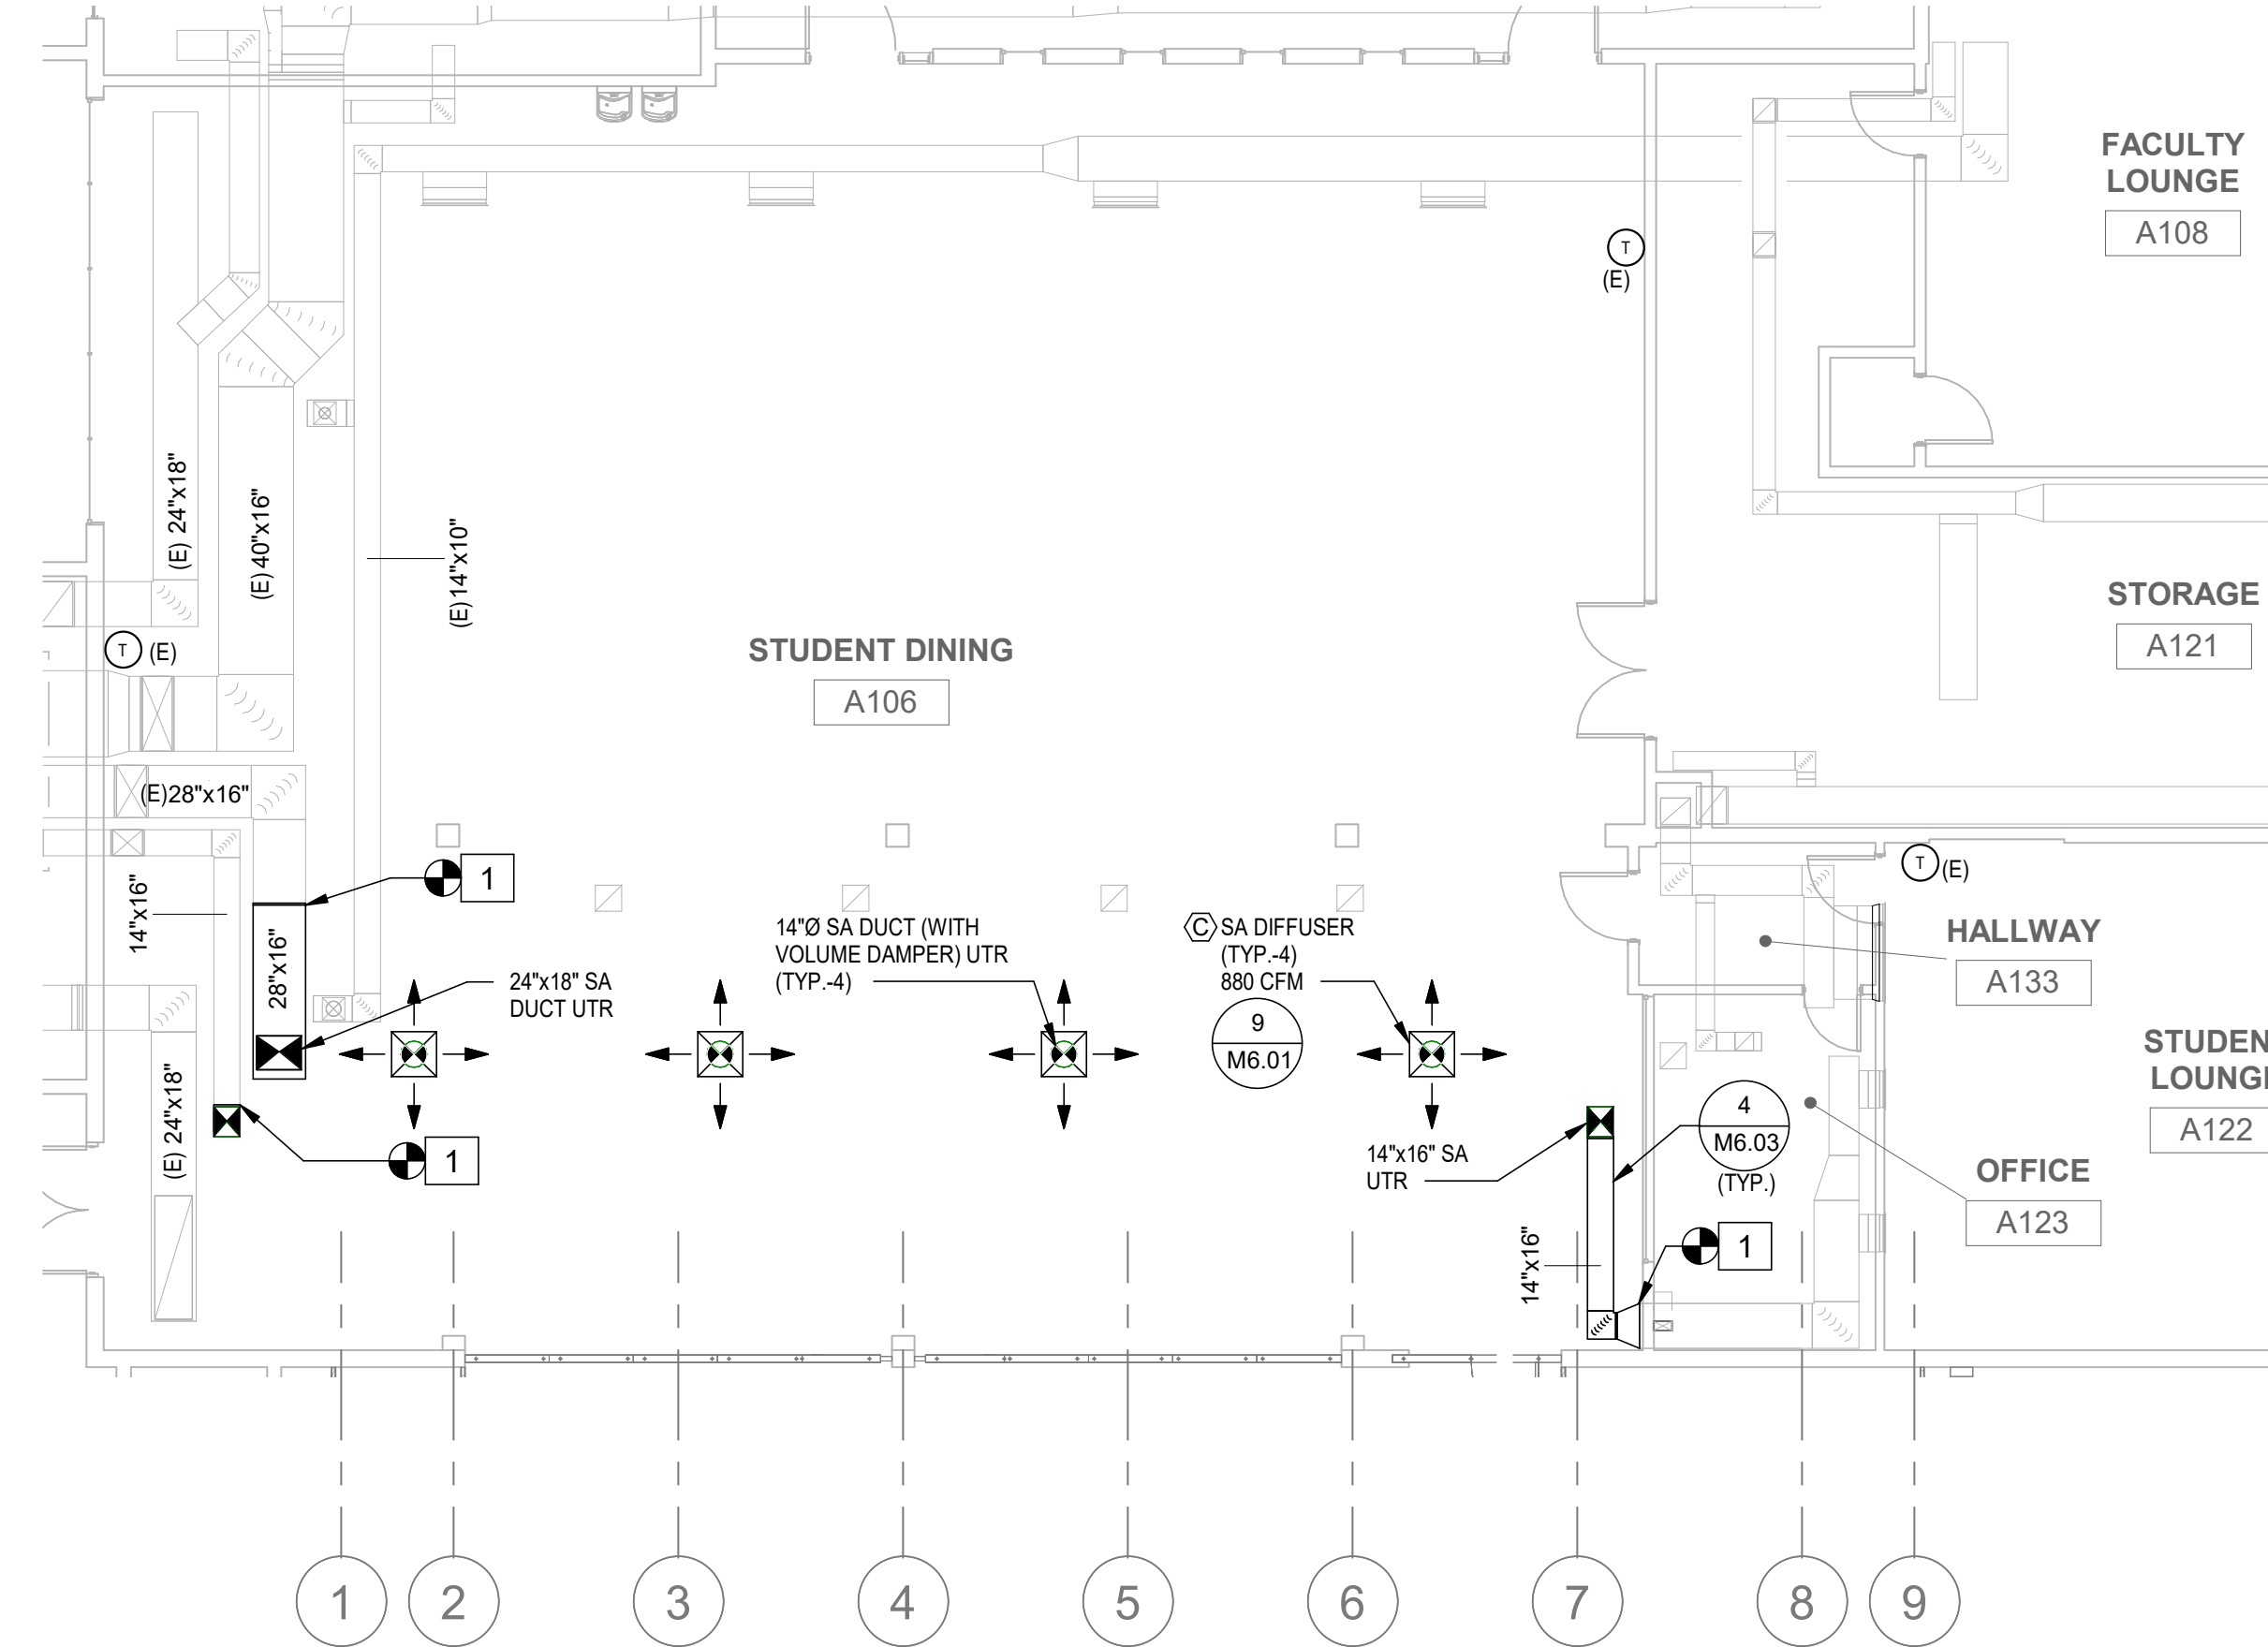 FACULTY
LOUNGE
A108
T
(E)
(E) 24"x18"
(E) 40"x16"
(E) 14"x10"
STORAGE
A121
STUDENT DINING
A106
T
(E)
(E)28"x16"
14"x16"
28"x16"
1
24"x18" SA
DUCT UTR
14"Ø SA DUCT (WITH
VOLUME DAMPER) UTR
(TYP.-4)
C SA DIFFUSER
(TYP.-4)
880 CFM
9
M6.01
T
(E)
HALLWAY
A133
STUDEN
LOUNG
A122
(E) 24"x18"
1
14"x16" SA
UTR
4
M6.03
(TYP.)
OFFICE
A123
14"x16"
1
1
2
3
4
5
6
7
8
9